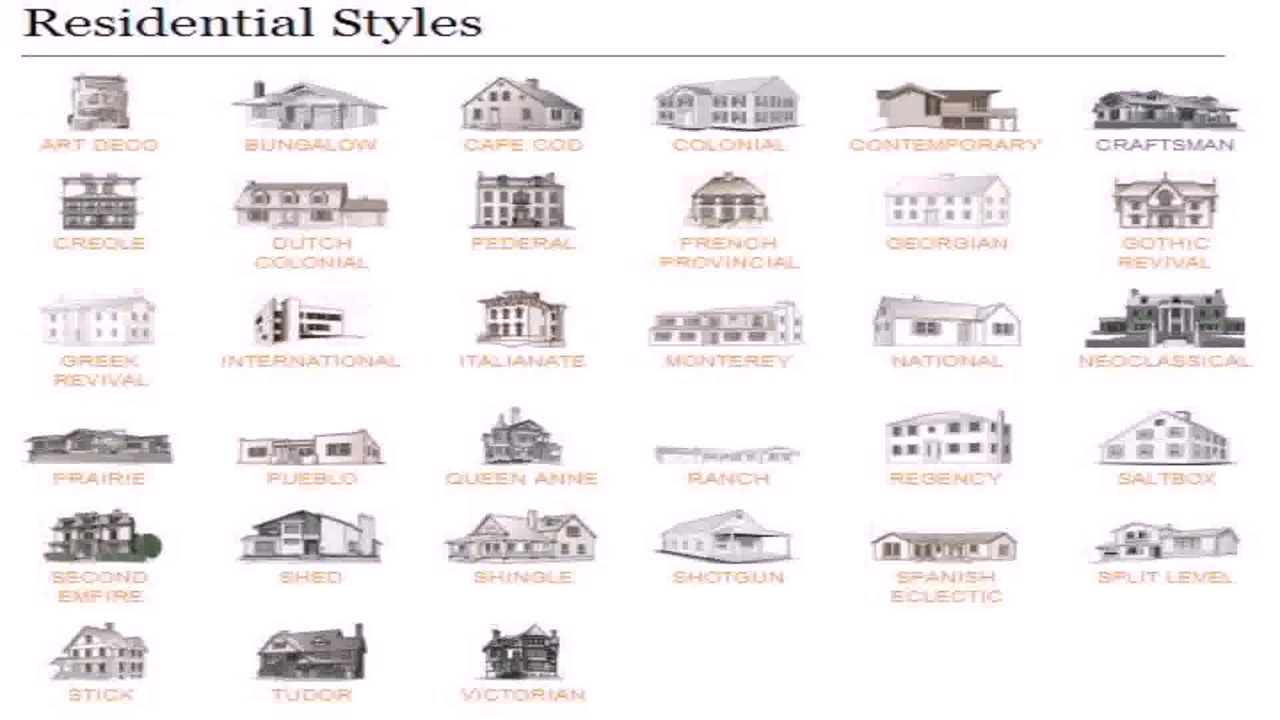 Residential Styles
ART DECO
BUNGALOW
CAPE COD
COLONIAL
CONTEMPORARY
CRAFTSMAN
CREOLE
DUTCH
COLONIAL
FEDERAL
FRENCH
PROVINCIAL
GEORGIAN
GOTHIC
REVIVAL
GREEK
REVIVAL
INTERNATIONAL
ITALIANATE
MONTEREY
NATIONAL
NEOCLASSICAL
PRAIRIE
PUEBLO
QUEEN ANNE
RANCH
REGENCY
SALTBOX
SECOND
EMPIRE
SHED
SHINGLE
SHOTGUN
SPANISH
ECLECTIC
SPLIT LEVEL
STICK
TUDOR
VICTORIAN